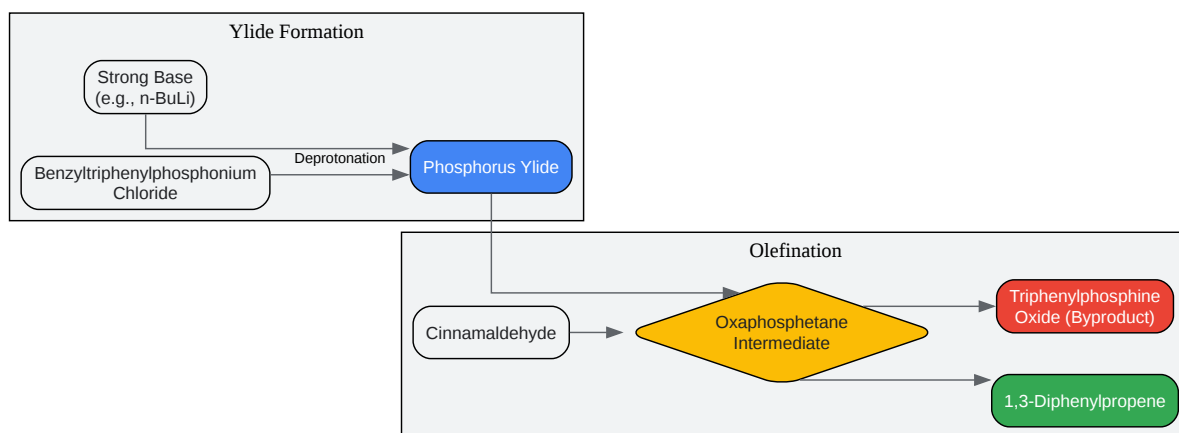 Ylide Formation
Strong Base
(e.g., n-BuLi)
Deprotonation
Benzyltriphenylphosphonium
Chloride
Phosphorus Ylide
Olefination
Cinnamaldehyde
Oxaphosphetane
Intermediate
Triphenylphosphine
Oxide (Byproduct)
1,3-Diphenylpropene